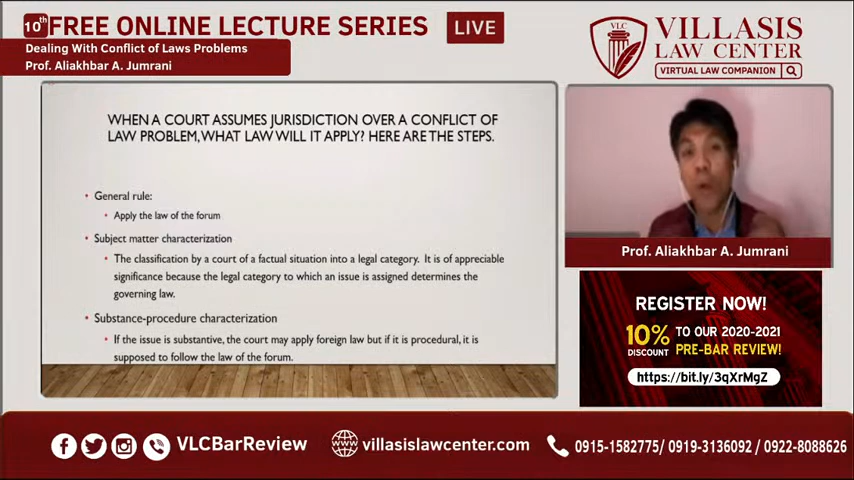 10th FREE ONLINE LECTURE SERIES
LIVE
Dealing With Conflict of Laws Problems
Prof. Aliakhbar A. Jumrani
VLC
VILLASIS
LAW CENTER
VIRTUAL LAW COMPANION
WHEN A COURT ASSUMES JURISDICTION OVER A CONFLICT OF
LAW PROBLEM, WHAT LAW WILL IT APPLY? HERE ARE THE STEPS.
• General rule:
• Apply the law of the forum
• Subject matter characterization
• The classification by a court of a factual situation into a legal category. It is of appreciable
significance because the legal category to which an issue is assigned determines the
governing law.
• Substance-procedure characterization
• If the issue is substantive, the court may apply foreign law but if it is procedural, it is
supposed to follow the law of the forum.
Prof. Aliakhbar A. Jumrani
REGISTER NOW!
10% DISCOUNT
TO OUR 2020-2021
PRE-BAR REVIEW!
https://bit.ly/3qXrMgZ
VLCBarReview
villasislawcenter.com
0915-1582775/ 0919-3136092 / 0922-8088626